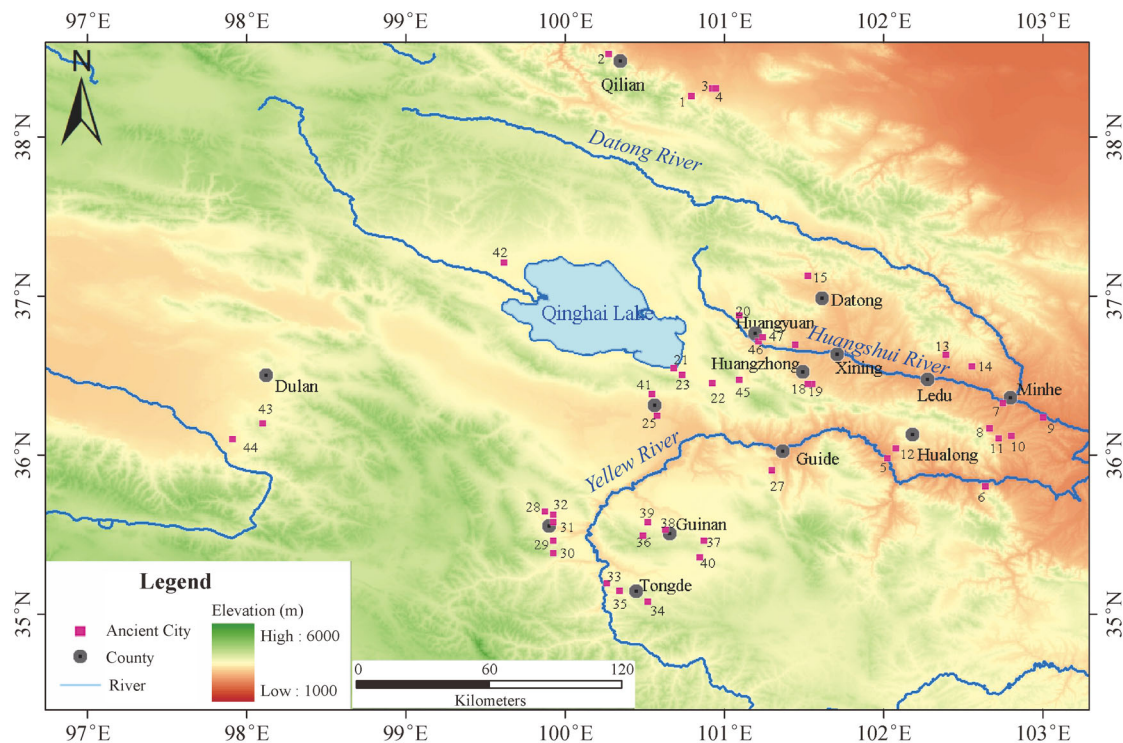 97°E 98°E 99°E 100°E 101°E 102°E 103°E
N
2
Qilian
3
1 4
38°N 38°N
Datong River
42
15
37°N 37°N
Datong
Qinghai Lake
20
Huangyuan
47
46
Huangshui River
13
14
21
Huangzhong
Xining
23
22
45
18 19
Ledu
Minhe
Dulan
41
25
7
9
43
44
8
11
10
36°N 36°N
Yellew River
Guide
5
12
Hualong
27
6
28
32
31
39
38
Guinan
36
37
29
30
40
33
Tongde
35
34
35°N 35°N
Legend
Ancient City
County
River
Elevation (m)
High : 6000
Low : 1000
0 60 120
Kilometers
97°E 98°E 99°E 100°E 101°E 102°E 103°E